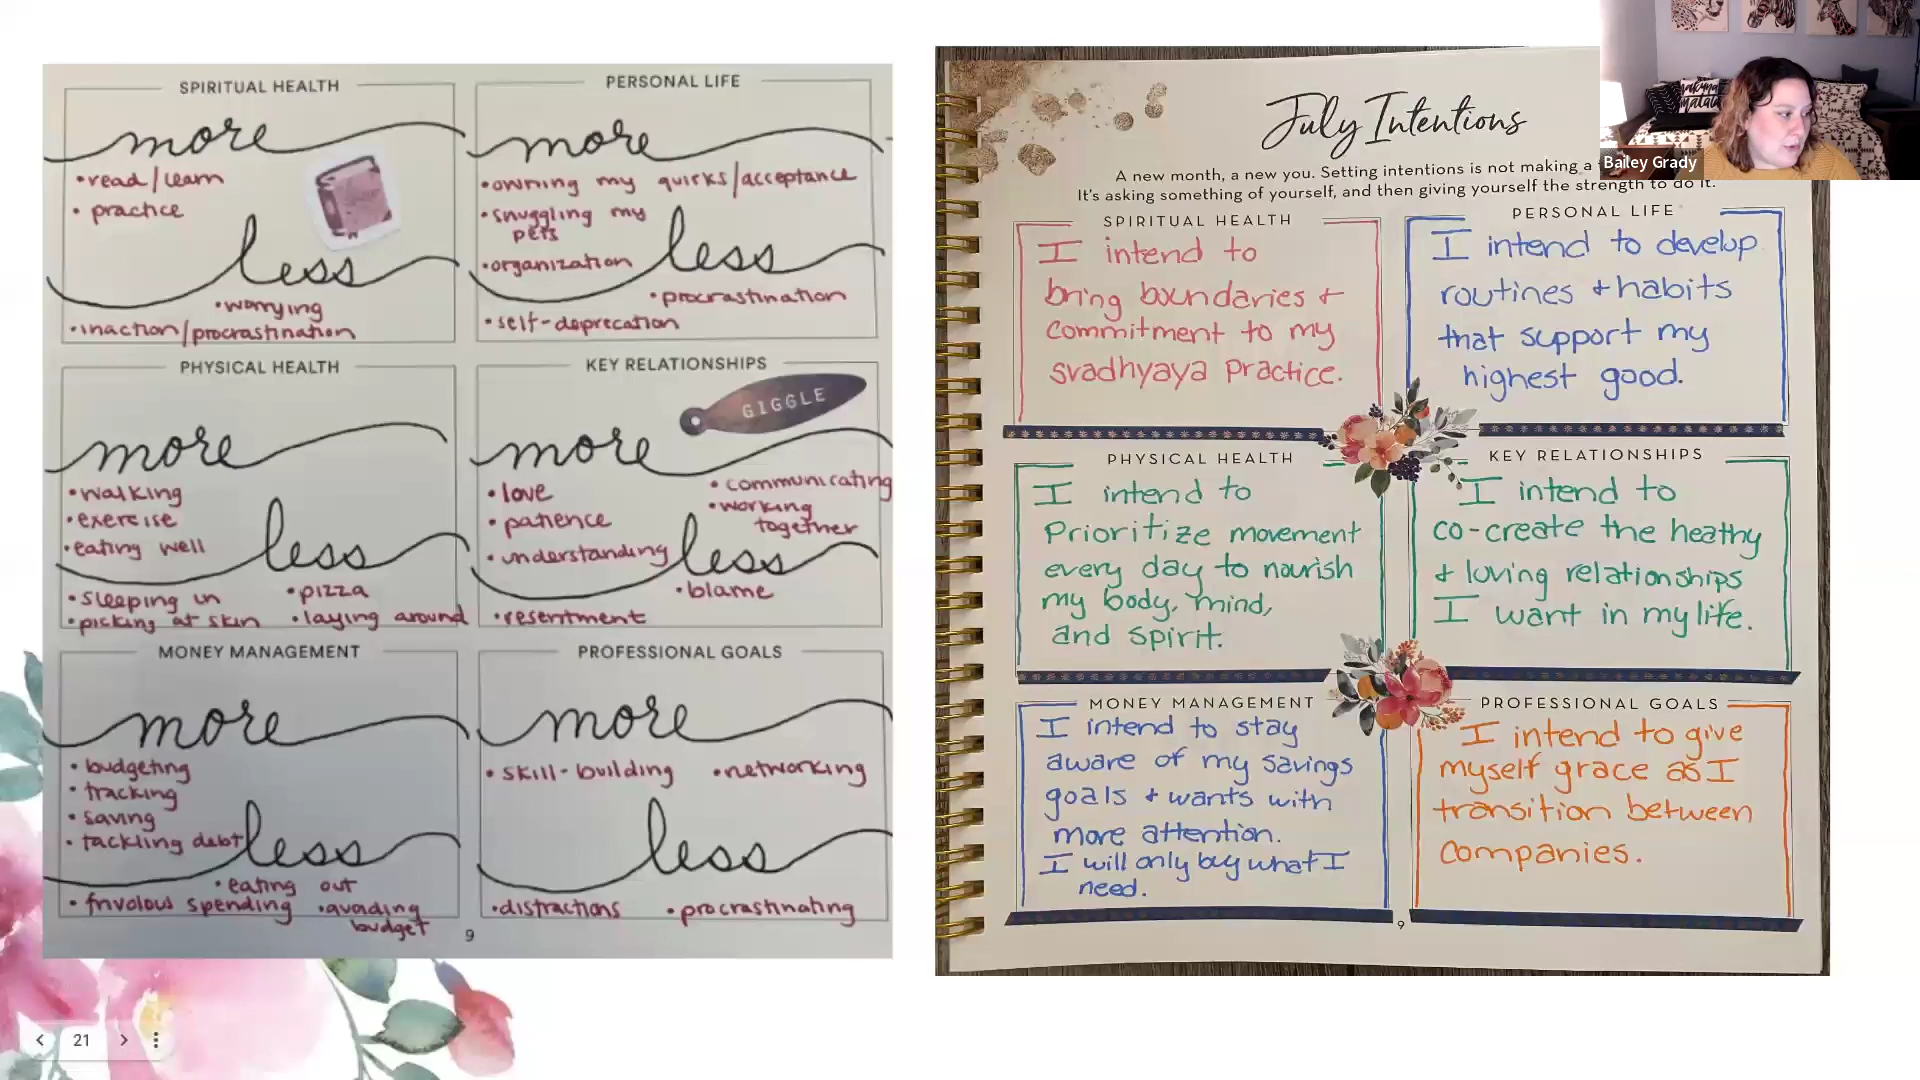 SPIRITUAL HEALTH
more
•read/learn
• practice
less
•worrying
•inaction/procrastination
PERSONAL LIFE
more
•owning my quirks/acceptance
•snuggling my
pets
•organization
less
•procrastination
•self-deprecation
PHYSICAL HEALTH
more
•walking
•exercise
•eating well
less
•sleeping in
•picking at skin
•pizza
•laying around
KEY RELATIONSHIPS
GIGGLE
more
•love
•patience
•understanding
•communicating
•working
together
less
•blame
•resentment
MONEY MANAGEMENT
more
•budgeting
•tracking
•saving
•tackling debt
less
•eating out
•frivolous spending
•avoiding
budget
PROFESSIONAL GOALS
more
•skill-building
•networking
less
•distractions
•procrastinating
9
July Intentions
A new month, a new you. Setting intentions is not making a
It's asking something of yourself, and then giving yourself the strength to do it.
SPIRITUAL HEALTH
I intend to
bring boundaries +
commitment to my
svadhyaya practice.
PERSONAL LIFE
I intend to develop
routines + habits
that support my
highest good.
PHYSICAL HEALTH
I intend to
Prioritize movement
every day to nourish
my body, mind,
and spirit.
KEY RELATIONSHIPS
I intend to
co-create the healthy
+ loving relationships
I want in my life.
MONEY MANAGEMENT
I intend to stay
aware of my savings
goals + wants with
more attention.
I will only buy what I
need.
PROFESSIONAL GOALS
I intend to give
myself grace as I
transition between
companies.
9
hakuna
matata
Bailey Grady
21